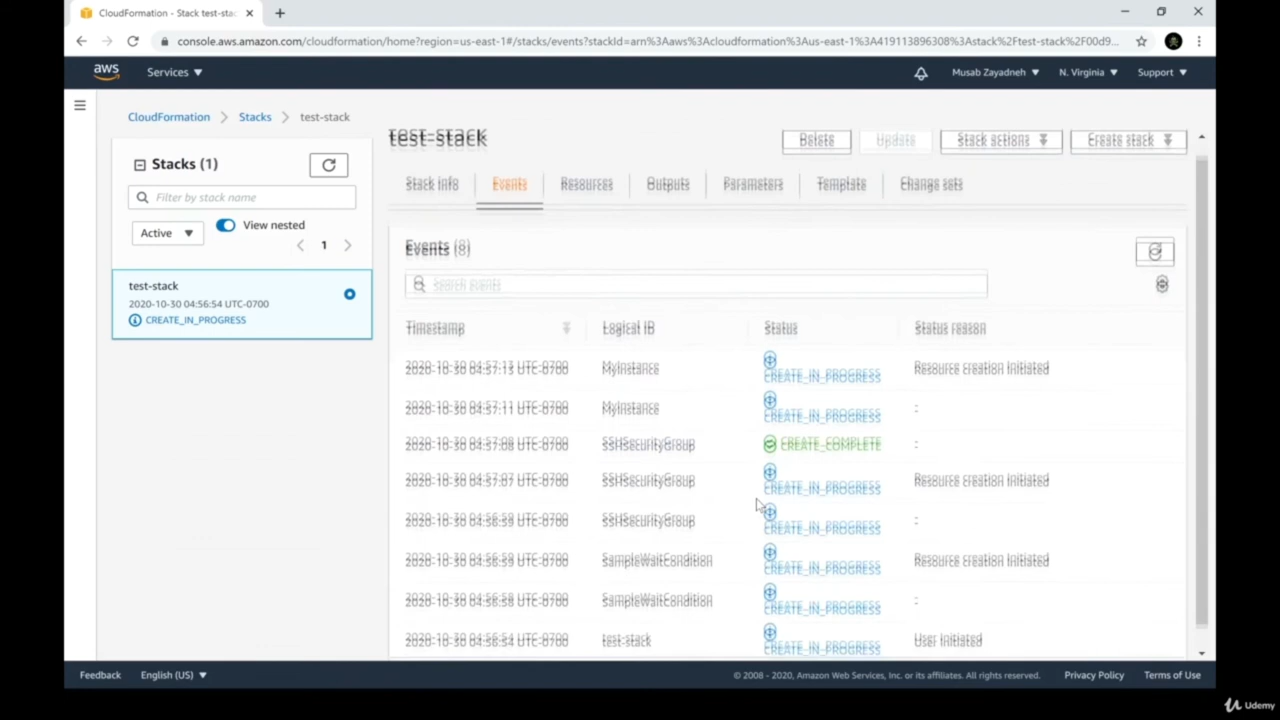 CloudFormation - Stack test-stac
console.aws.amazon.com/cloudformation/home?region=us-east-1#/stacks/events?stackId=arn%3Aaws%3Acloudformation%3Aus-east-1%3A419113896308%3Astack%2Ftest-stack%2F00d9...
aws Services Musab Zayadneh N. Virginia Support
CloudFormation Stacks test-stack
Stacks (1)
Filter by stack name
Active View nested
1
test-stack
2020-10-30 04:56:54 UTC-0700
CREATE_IN_PROGRESS
test-stack Delete Update Stack actions Create stack
Stack info Events Resources Outputs Parameters Template Change sets
Events (8)
Search events
Timestamp Logical ID Status Status reason
2020-10-30 04:57:13 UTC-0700 MyInstance CREATE_IN_PROGRESS Resource creation Initiated
2020-10-30 04:57:11 UTC-0700 MyInstance CREATE_IN_PROGRESS -
2020-10-30 04:57:08 UTC-0700 SSHSecurityGroup CREATE_COMPLETE -
2020-10-30 04:57:07 UTC-0700 SSHSecurityGroup CREATE_IN_PROGRESS Resource creation Initiated
2020-10-30 04:56:59 UTC-0700 SSHSecurityGroup CREATE_IN_PROGRESS -
2020-10-30 04:56:59 UTC-0700 SampleWaitCondition CREATE_IN_PROGRESS Resource creation Initiated
2020-10-30 04:56:58 UTC-0700 SampleWaitCondition CREATE_IN_PROGRESS -
2020-10-30 04:56:54 UTC-0700 test-stack CREATE_IN_PROGRESS User Initiated
Feedback English (US) © 2008 - 2020, Amazon Web Services, Inc. or its affiliates. All rights reserved. Privacy Policy Terms of Use
Udemy